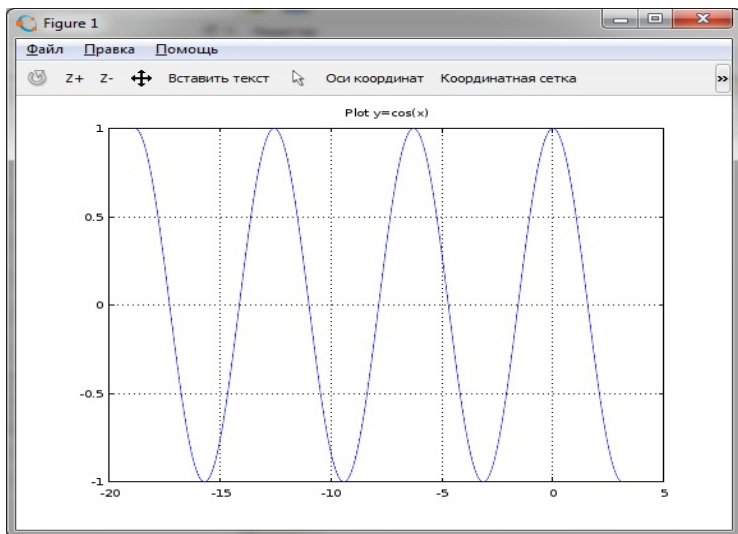 Figure 1
Файл Правка Помощь
Z+ Z- Вставить текст Оси координат Координатная сетка »
Plot y=cos(x)
1
0.5
0
-0.5
-1
-20 -15 -10 -5 0 5